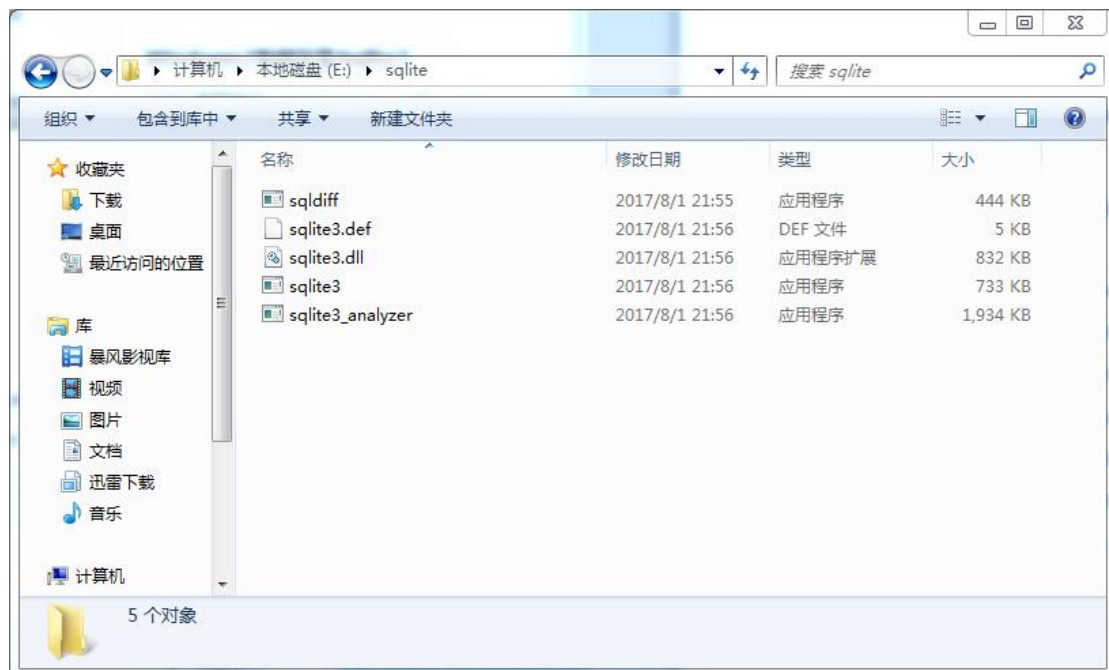 计算机 本地磁盘 (E:) sqlite 搜索 sqlite
组织 包含到库中 共享 新建文件夹
收藏夹
下载
桌面
最近访问的位置
库
暴风影视库
视频
图片
文档
迅雷下载
音乐
计算机
名称 修改日期 类型 大小
sqldiff 2017/8/1 21:55 应用程序 444 KB
sqlite3.def 2017/8/1 21:56 DEF 文件 5 KB
sqlite3.dll 2017/8/1 21:56 应用程序扩展 832 KB
sqlite3 2017/8/1 21:56 应用程序 733 KB
sqlite3_analyzer 2017/8/1 21:56 应用程序 1,934 KB
5 个对象